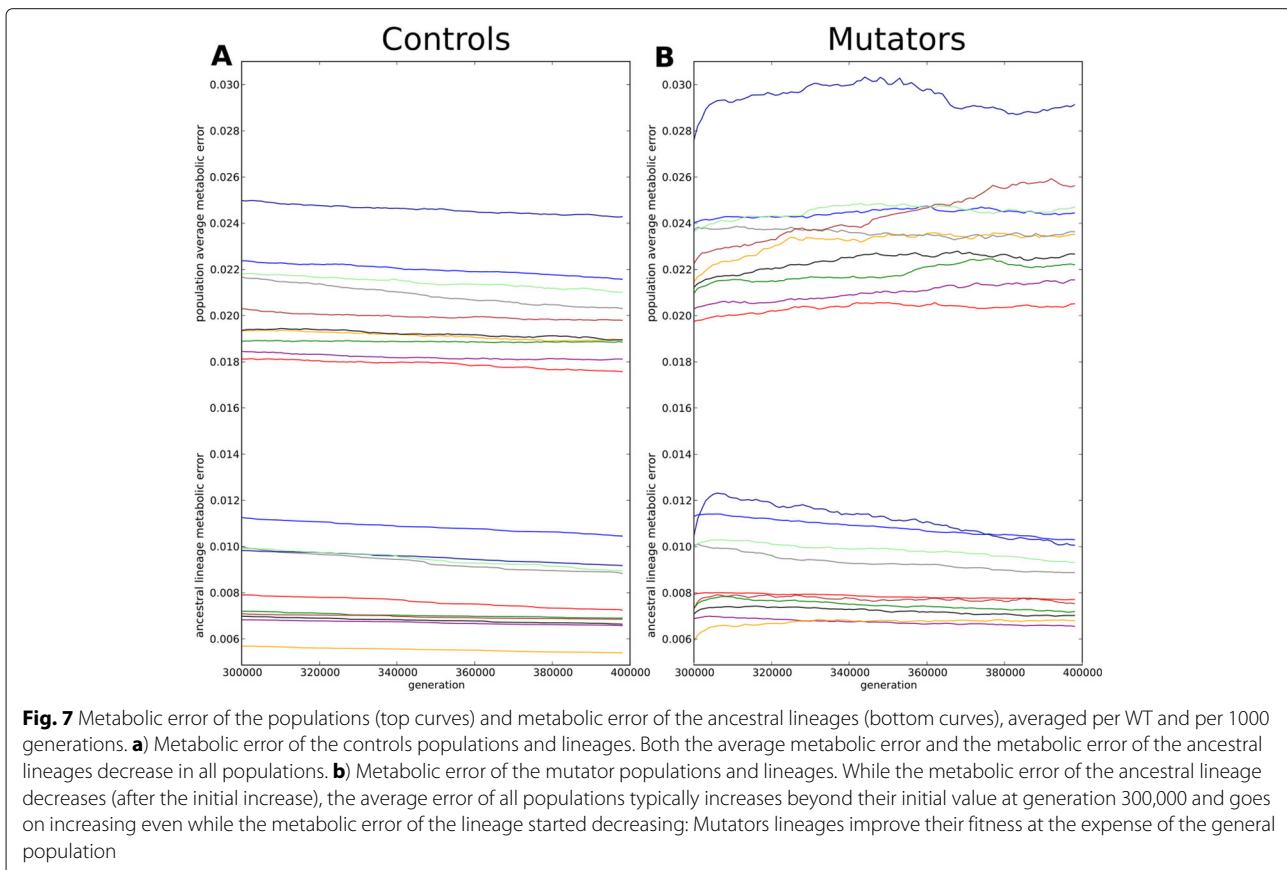 A
Controls
B
Mutators
population average metabolic error
ancestral lineage metabolic error
0.030
0.028
0.026
0.024
0.022
0.020
0.018
0.016
0.014
0.012
0.010
0.008
0.006
300000 320000 340000 360000 380000 400000
generation
population average metabolic error
ancestral lineage metabolic error
0.030
0.028
0.026
0.024
0.022
0.020
0.018
0.016
0.014
0.012
0.010
0.008
0.006
300000 320000 340000 360000 380000 400000
generation
Fig. 7 Metabolic error of the populations (top curves) and metabolic error of the ancestral lineages (bottom curves), averaged per WT and per 1000
generations. a) Metabolic error of the controls populations and lineages. Both the average metabolic error and the metabolic error of the ancestral
lineages decrease in all populations. b) Metabolic error of the mutator populations and lineages. While the metabolic error of the ancestral lineage
decreases (after the initial increase), the average error of all populations typically increases beyond their initial value at generation 300,000 and goes
on increasing even while the metabolic error of the lineage started decreasing: Mutators lineages improve their fitness at the expense of the general
population